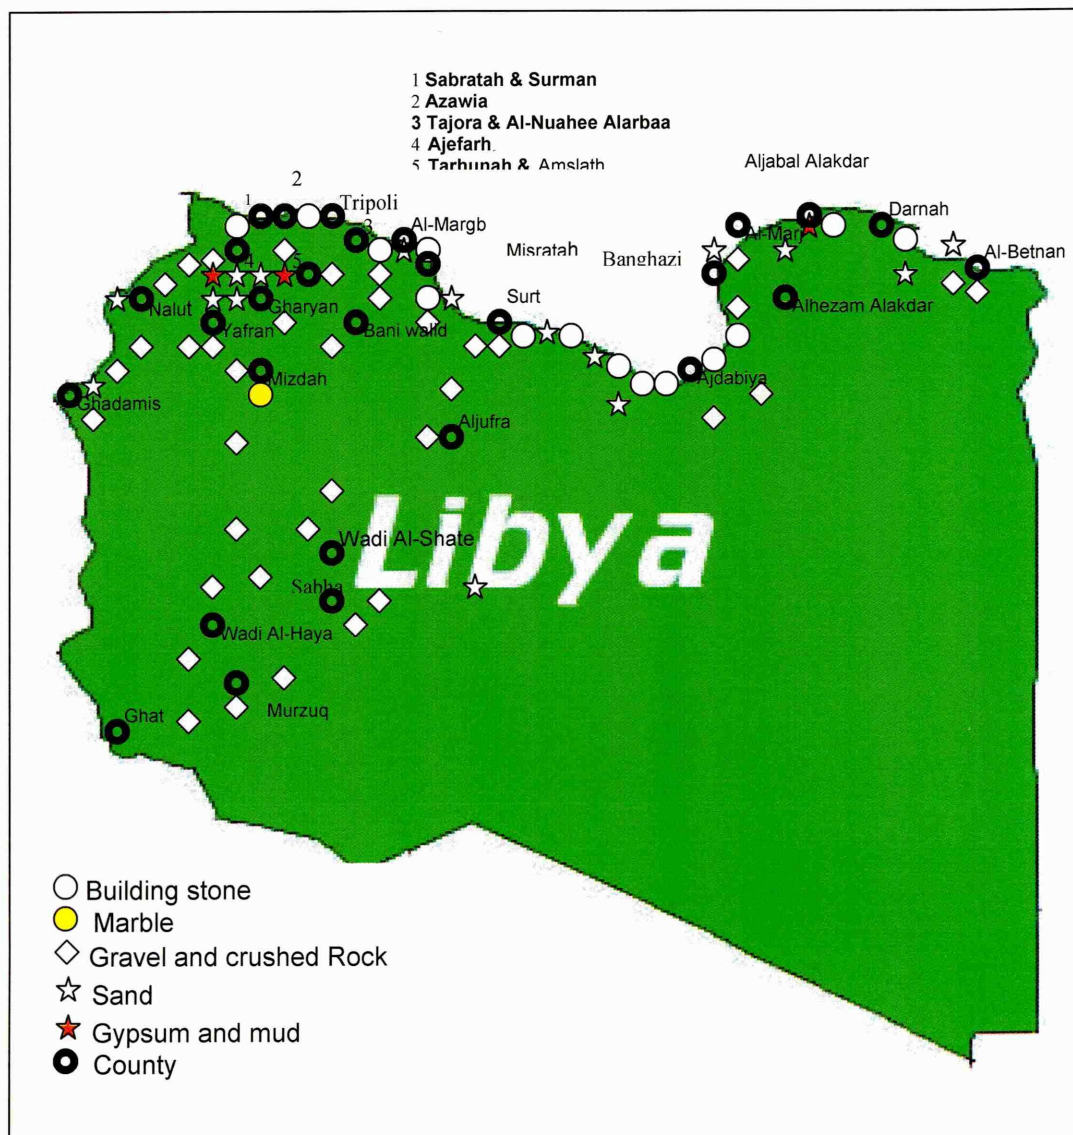 1 Sabratah & Surman
2 Azawia
3 Tajora & Al-Nuahee Alarbaa
4 Ajefarh
5 Tarhunah & Amslath
Aljabal Alakdar
2
1
Tripoli
3
Al-Margb
Misratah
Banghazi
Al-Marj
Darnah
Al-Betnan
4
5
Nalut
Gharyan
Surt
Alhezam Alakdar
Yafran
Bani walid
Mizdah
Ajdabiya
Ghadamis
Aljufra
Libya
Wadi Al-Shate
Sabha
Wadi Al-Haya
Murzuq
Ghat
Building stone
Marble
Gravel and crushed Rock
Sand
Gypsum and mud
County